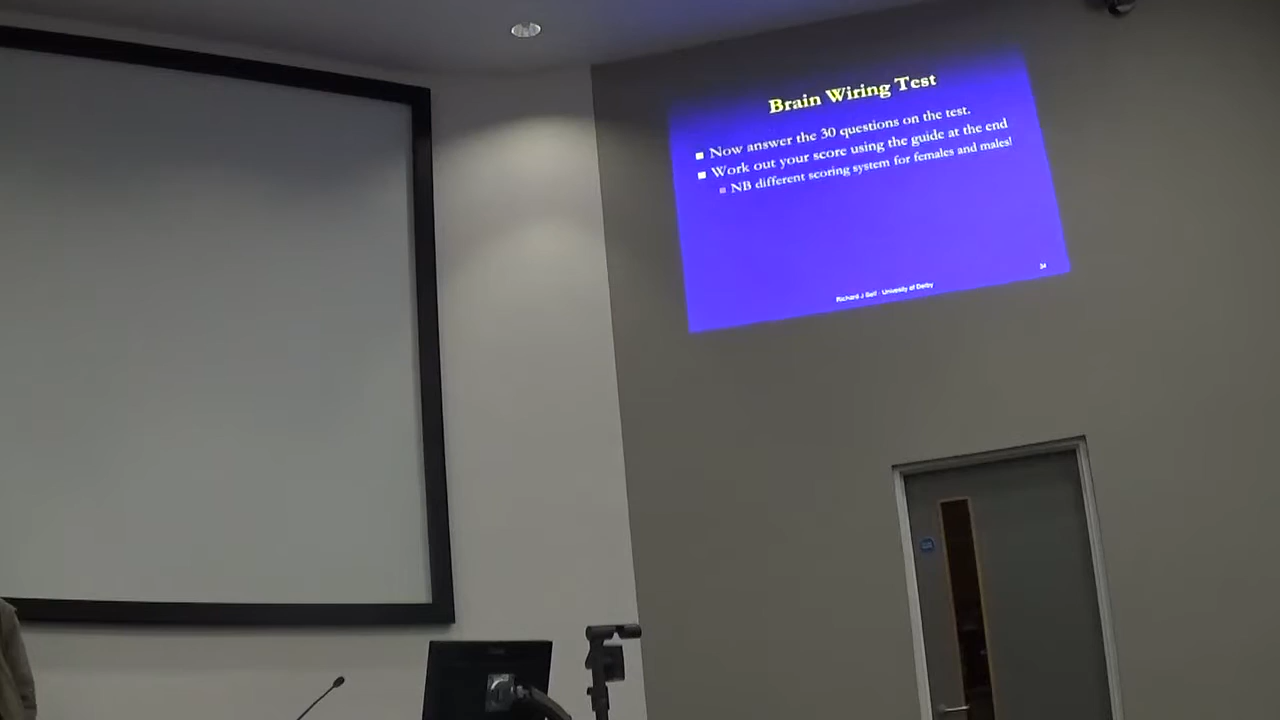 Brain Wiring Test
Now answer the 30 questions on the test.
Work out your score using the guide at the end
NB different scoring system for females and males!
Richard J Self - University of Derby
34